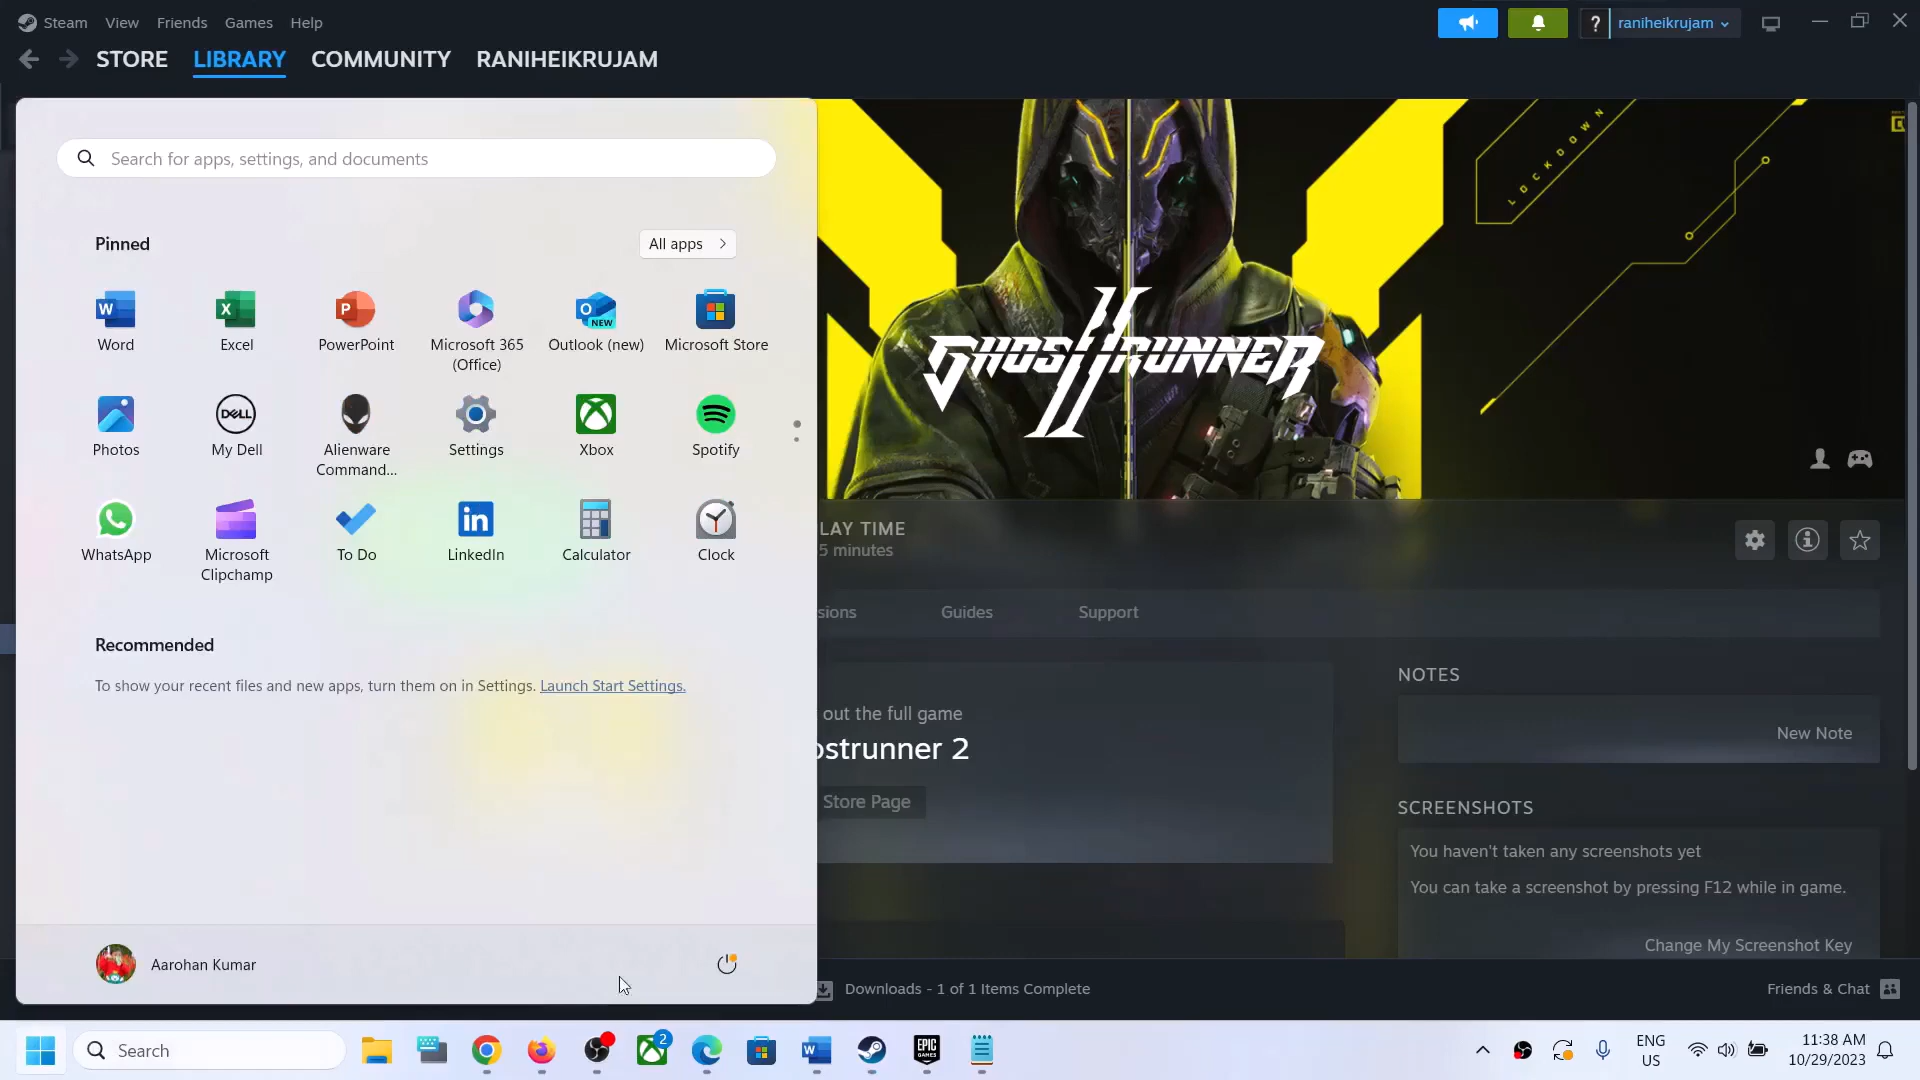 Steam View Friends Games Help
raniheikrujam
STORE LIBRARY COMMUNITY RANIHEIKRUJAM
Search for apps, settings, and documents
Pinned
All apps
Word
Excel
PowerPoint
Microsoft 365
(Office)
Outlook (new)
Microsoft Store
Photos
My Dell
Alienware
Command...
Settings
Xbox
Spotify
WhatsApp
Microsoft
Clipchamp
To Do
LinkedIn
Calculator
Clock
Recommended
To show your recent files and new apps, turn them on in Settings. Launch Start Settings.
Aarohan Kumar
LOCKDOWN
GHOSTRUNNER
II
LAY TIME
5 minutes
sions
Guides
Support
out the full game
ostrunner 2
Store Page
NOTES
New Note
SCREENSHOTS
You haven't taken any screenshots yet
You can take a screenshot by pressing F12 while in game.
Change My Screenshot Key
Downloads - 1 of 1 Items Complete
Friends & Chat
Search
2
ENG
US
11:38 AM
10/29/2023